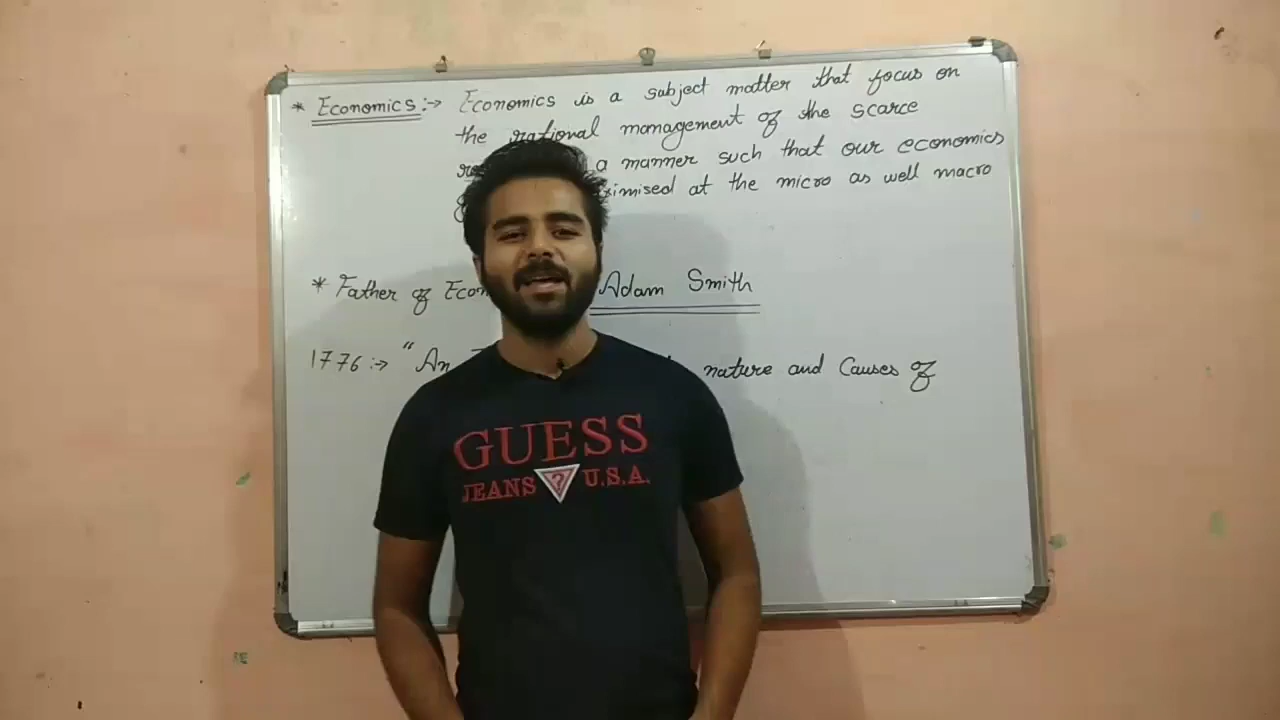 * Economics :→ Economics is a subject matter that focus on
the rational management of the scarce
a manner such that our economics
at the micro as well macro
* Father of Adam Smith
1776 :→ "An nature and Causes of
GUESS
JEANS ? U.S.A.